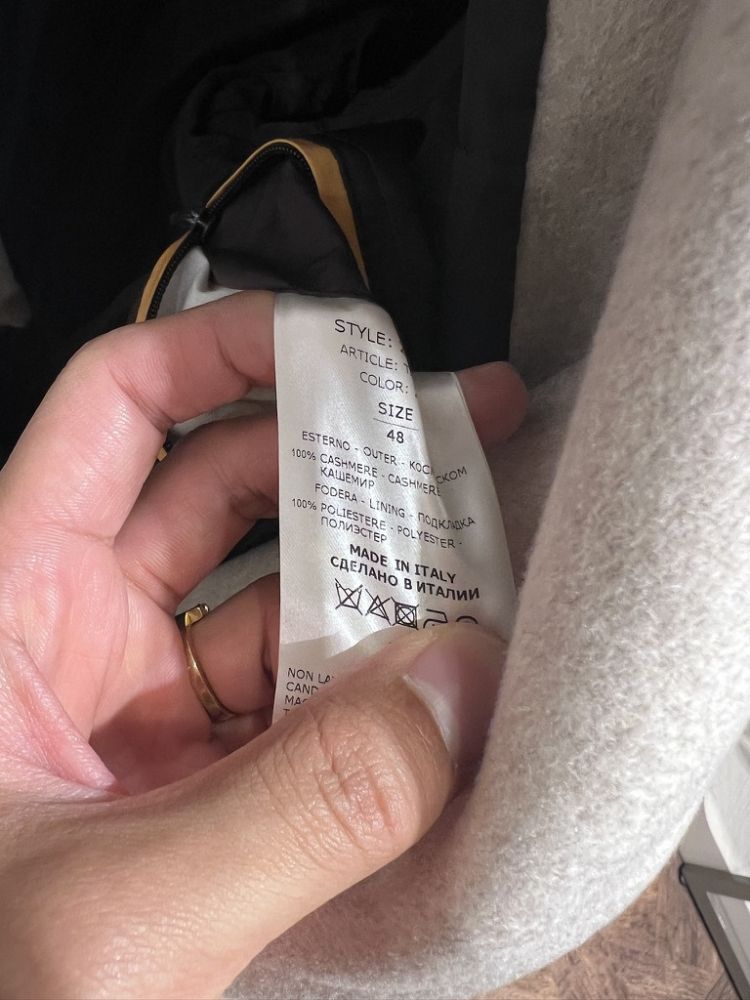 STYLE:
ARTICLE:
COLOR:
SIZE
48
ESTERNO - OUTER -
100% CASHMERE - CASHMERE
КАШЕМИР
FODERA - LINING - ПОДКЛАДКА
100% POLIESTERE - POLYESTER -
ПОЛИЭСТЕР
MADE IN ITALY
СДЕЛАНО В ИТАЛИИ
NON